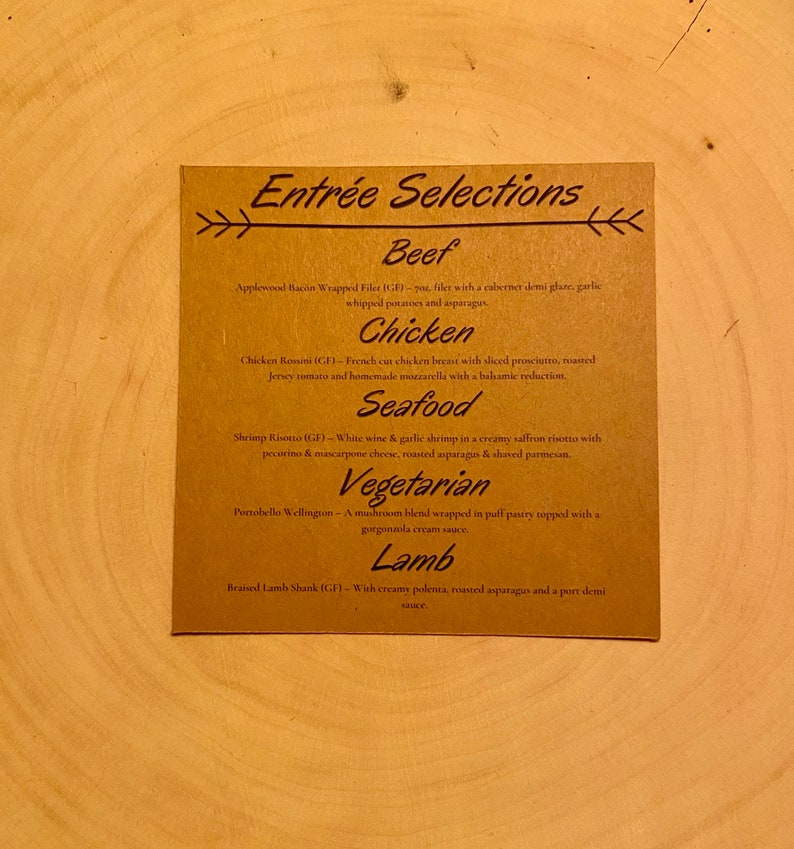 Entrée Selections
Beef
Applewood Bacon Wrapped Filet (GF) – 7oz. filet with a cabernet demi glaze, garlic
whipped potatoes and asparagus.
Chicken
Chicken Rossini (GF) – French cut chicken breast with sliced prosciutto, roasted
Jersey tomato and homemade mozzarella with a balsamic reduction.
Seafood
Shrimp Risotto (GF) – White wine & garlic shrimp in a creamy saffron risotto with
pecorino & mascarpone cheese, roasted asparagus & shaved parmesan.
Vegetarian
Portobello Wellington – A mushroom blend wrapped in puff pastry topped with a
gorgonzola cream sauce.
Lamb
Braised Lamb Shank (GF) – With creamy polenta, roasted asparagus and a port demi
sauce.